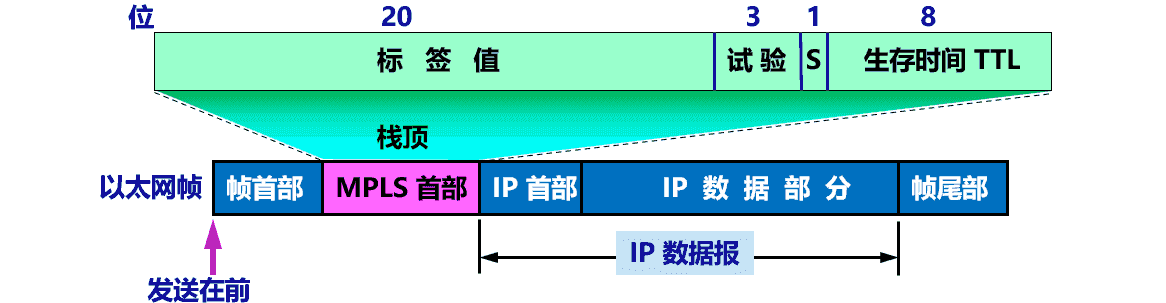 位 20 3 1 8
标 签 值 试 验 S 生存时间 TTL
栈顶
以太网帧 帧首部 MPLS 首部 IP 首部 IP 数 据 部 分 帧尾部
IP 数据报
发送在前